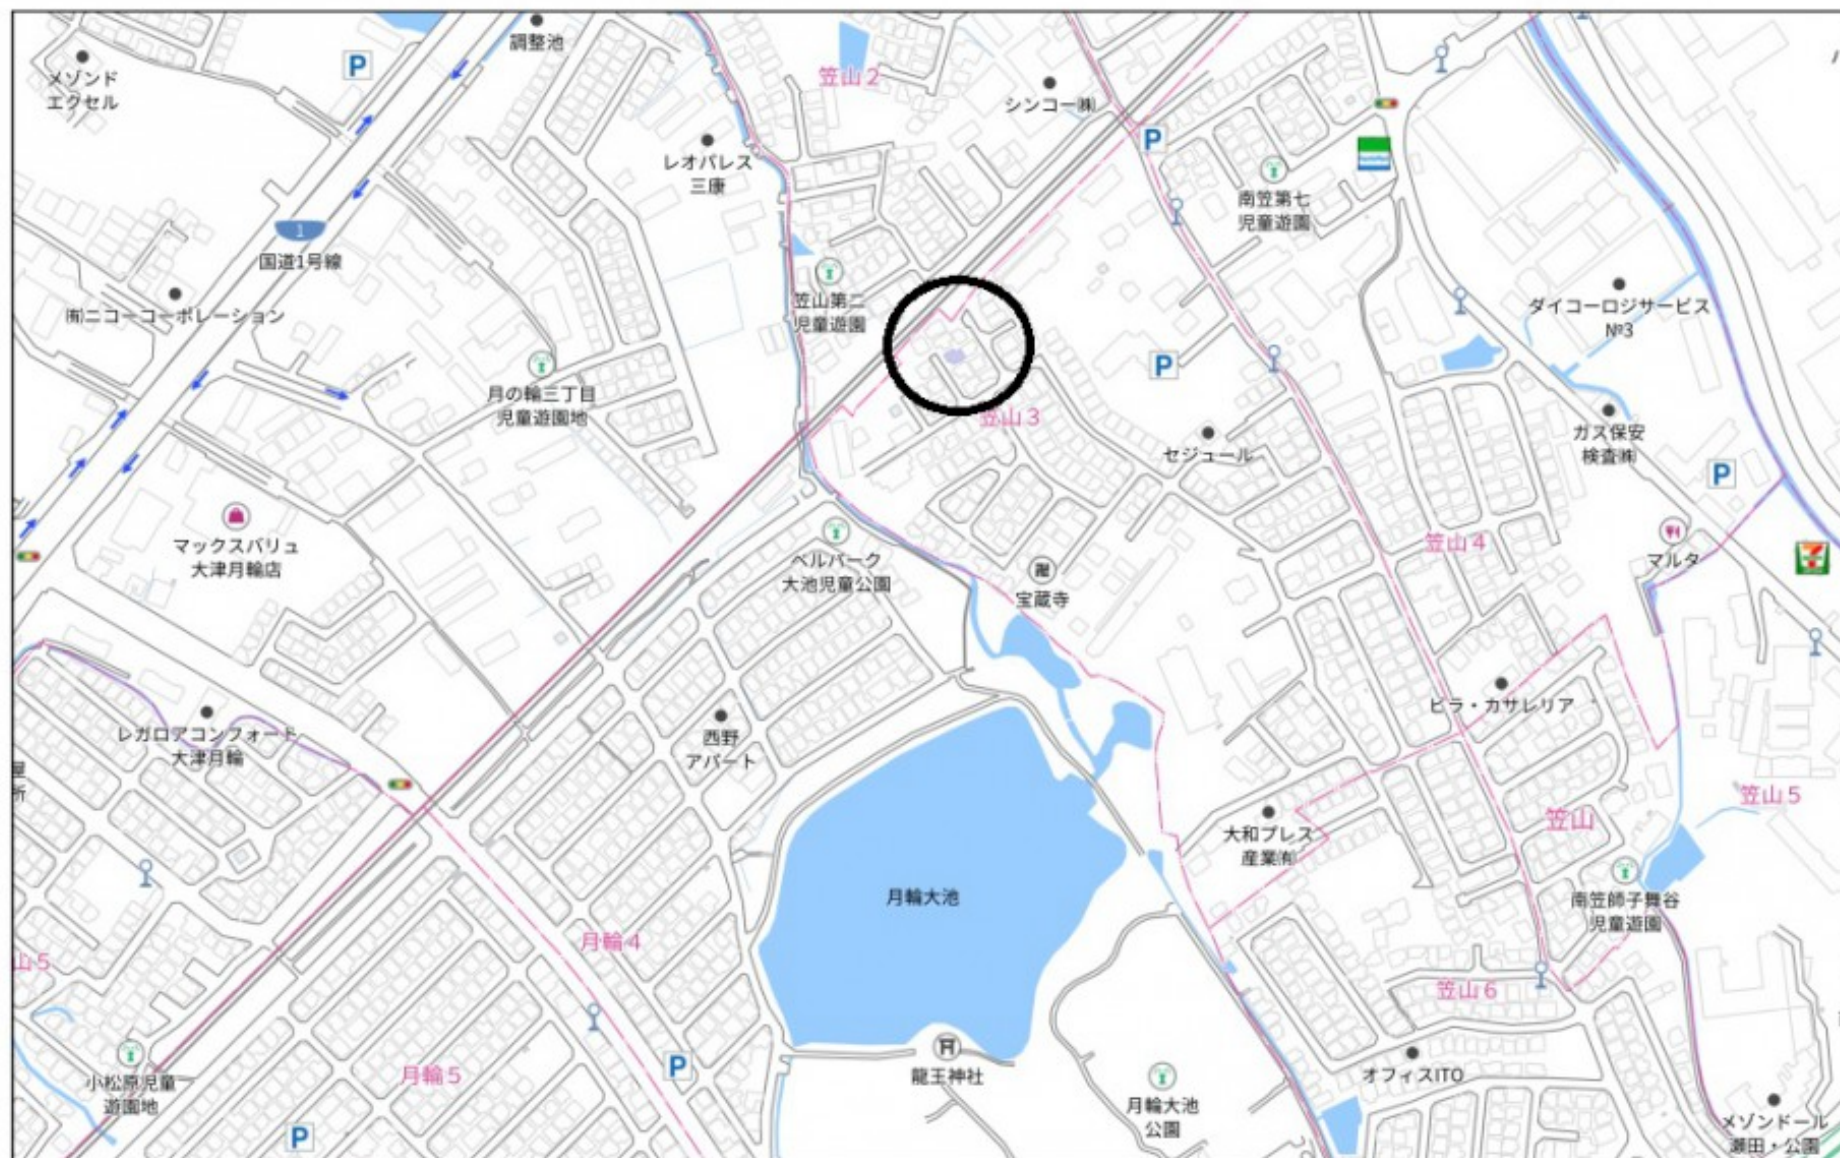 調整池
メゾンド
エクセル
P
笠山2
シンコー㈱
P
レオパレス
三康
南笠第七
児童遊園
1
国道1号線
㈲ニコーコーポレーション
笠山第二
児童遊園
ダイコーロジサービス
№3
P
月の輪三丁目
児童遊園地
笠山3
セジュール
ガス保安
検査㈱
P
マックスバリュ
大津月輪店
ベルパーク
大池児童公園
宝蔵寺
笠山4
マルタ
レガロアコンフォート
大津月輪
西野
アパート
ビラ・カサレリア
屋
所
大和プレス
産業㈲
笠山
笠山5
月輪大池
南笠師子舞谷
児童遊園
山5
月輪4
笠山6
小松原児童
遊園地
月輪5
P
龍王神社
月輪大池
公園
オフィスITO
P
メゾンドール
瀬田・公園